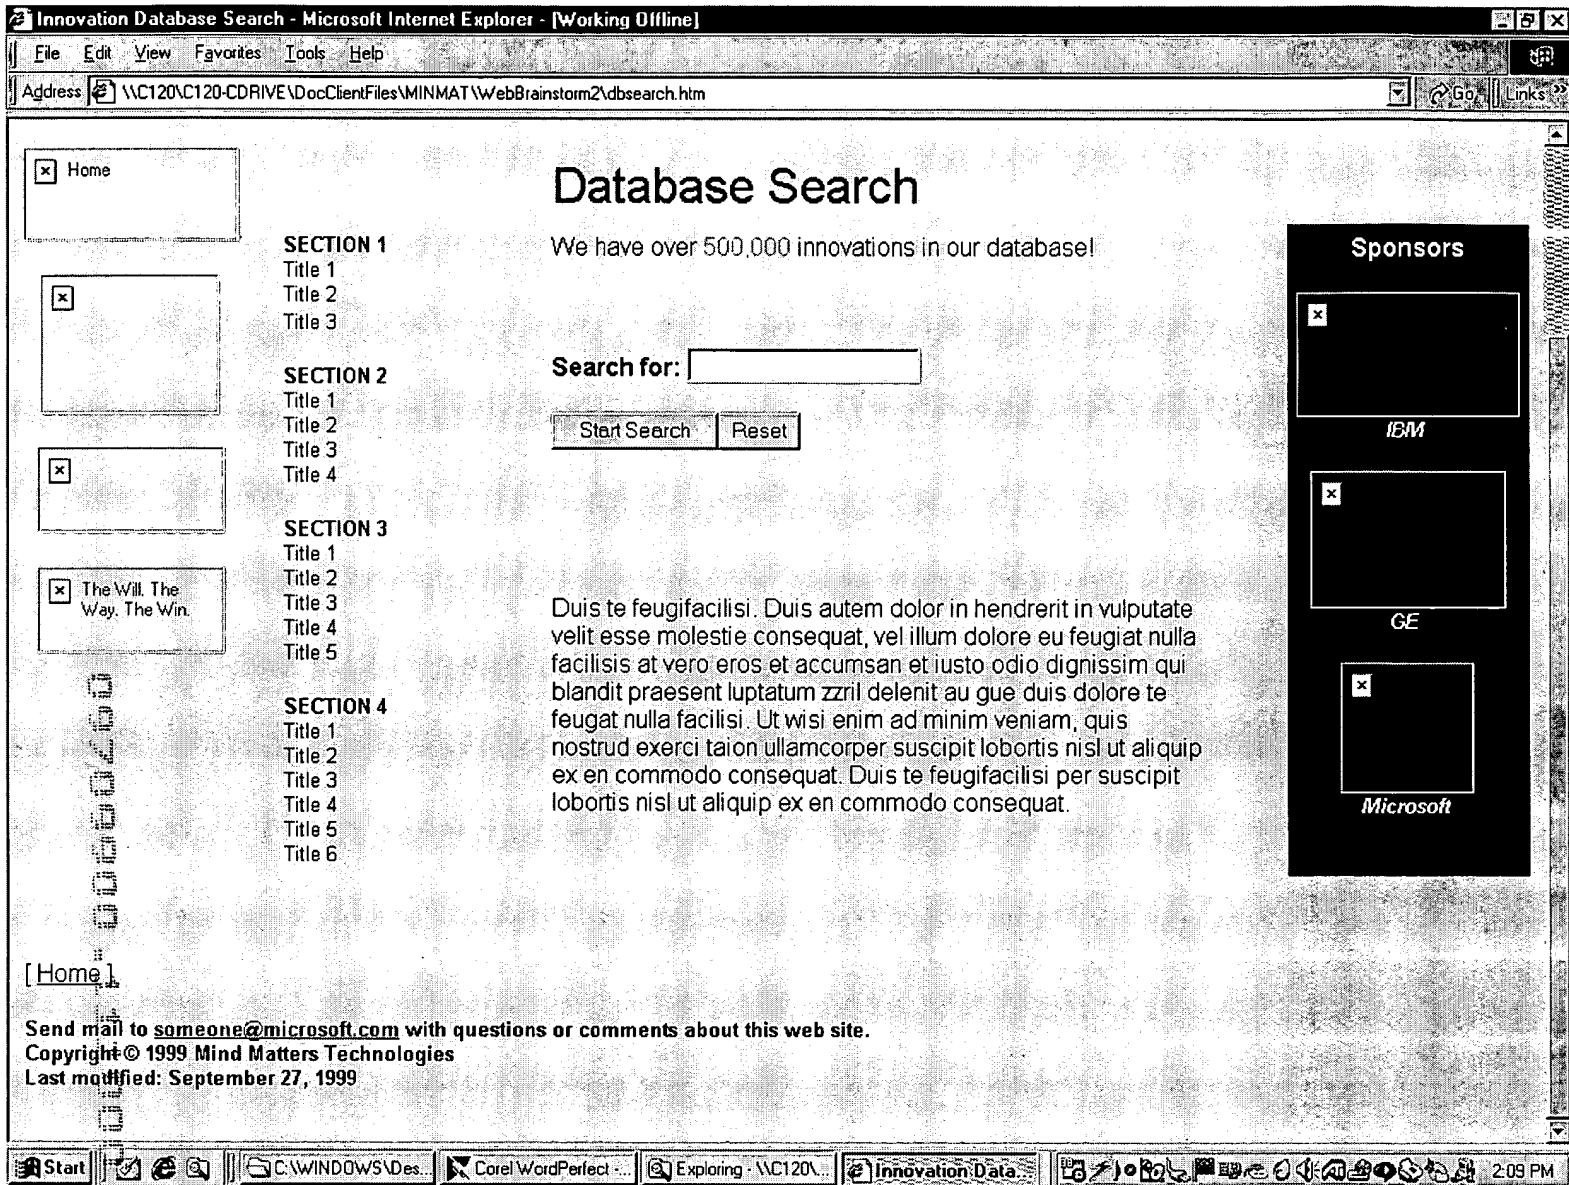 Innovation Database Search - Microsoft Internet Explorer - [Working Offline]
File Edit View Favorites Tools Help
Address \\C120\C120-CDRIVE\DocClientFiles\MINMAT\WebBrainstorm2\dbsearch.htm Go Links »
Home
The Will. The
Way. The Win.
SECTION 1
Title 1
Title 2
Title 3
SECTION 2
Title 1
Title 2
Title 3
Title 4
SECTION 3
Title 1
Title 2
Title 3
Title 4
Title 5
SECTION 4
Title 1
Title 2
Title 3
Title 4
Title 5
Title 6
Database Search
We have over 500,000 innovations in our database!
Search for:
Start Search Reset
Duis te feugifacilisi. Duis autem dolor in hendrerit in vulputate
velit esse molestie consequat, vel illum dolore eu feugiat nulla
facilisis at vero eros et accumsan et iusto odio dignissim qui
blandit praesent luptatum zzril delenit au gue duis dolore te
feugat nulla facilisi. Ut wisi enim ad minim veniam, quis
nostrud exerci taion ullamcorper suscipit lobortis nisl ut aliquip
ex en commodo consequat. Duis te feugifacilisi per suscipit
lobortis nisl ut aliquip ex en commodo consequat.
Sponsors
IBM
GE
Microsoft
[ Home ]
Send mail to someone@microsoft.com with questions or comments about this web site.
Copyright © 1999 Mind Matters Technologies
Last modified: September 27, 1999
Start C:\WINDOWS\Des... Corel WordPerfect -... Exploring - \\C120\... Innovation Data... 2:09 PM